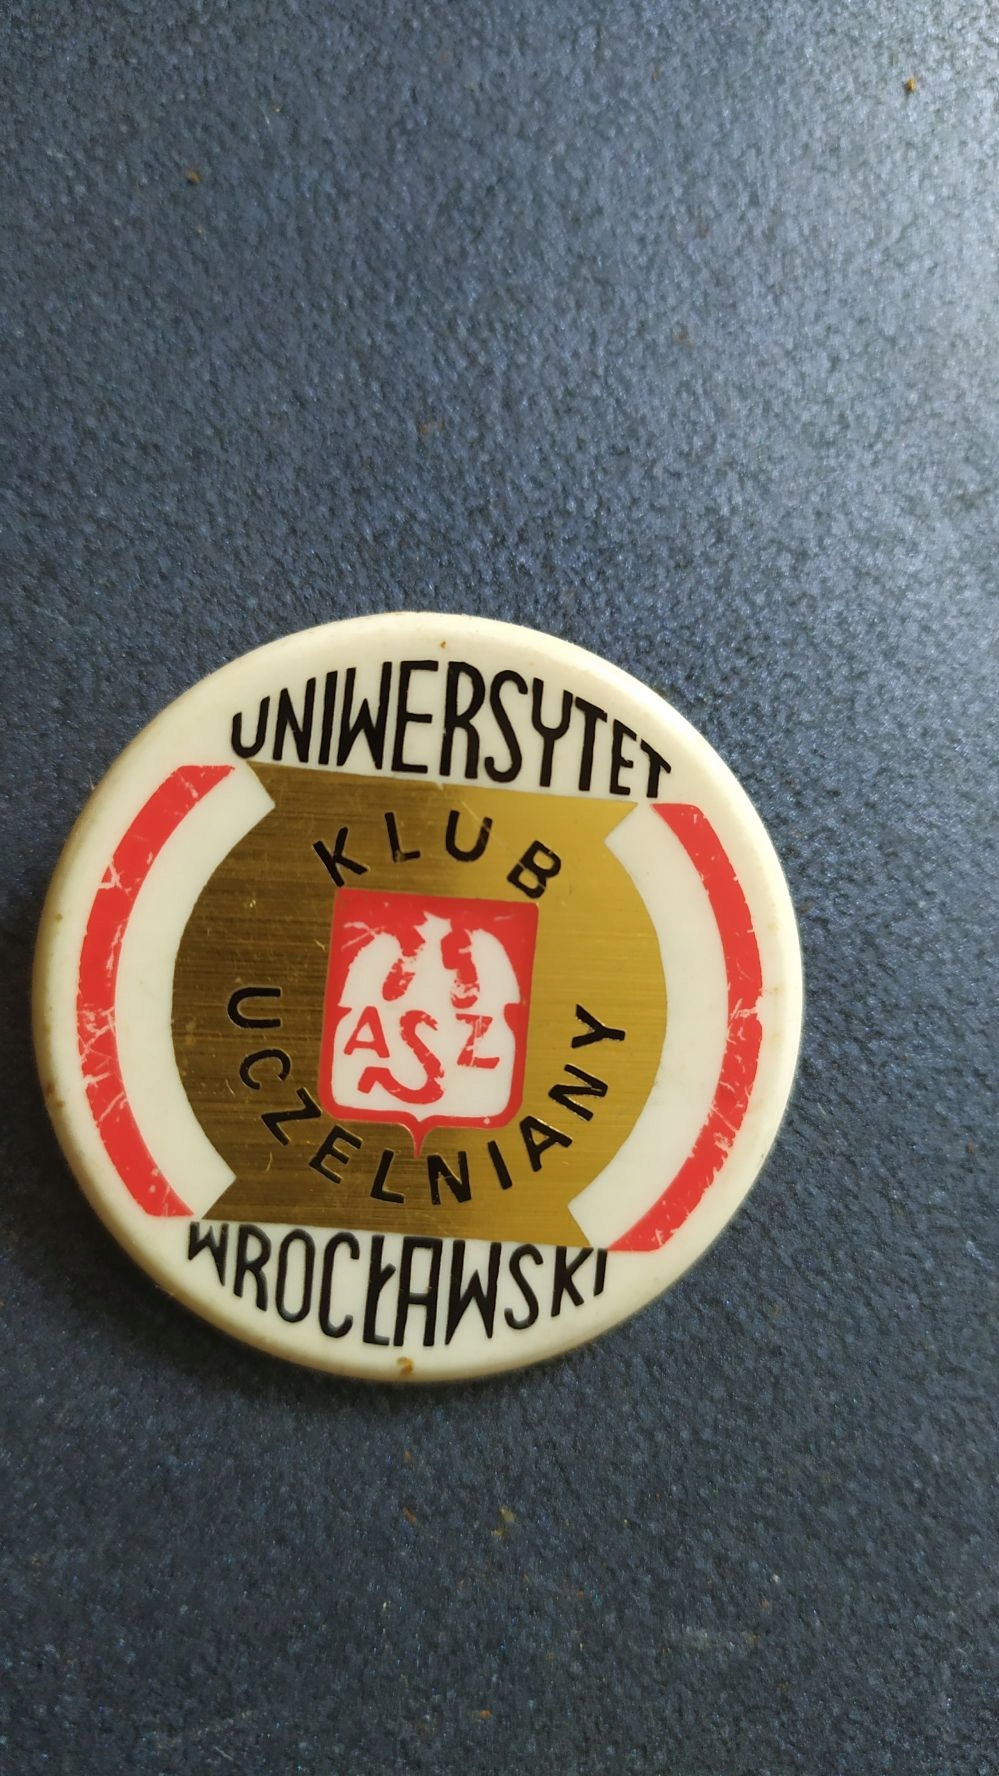 UNIWERSYTET
KLUB
AZS
UCZELNIANY
WROCŁAWSKI